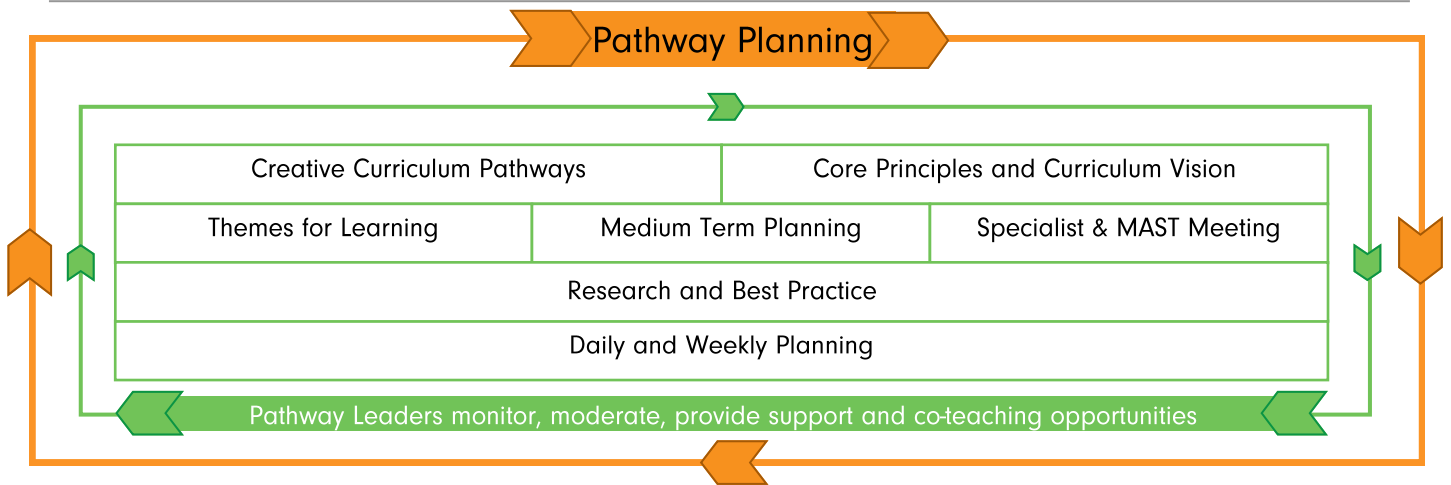 Pathway Planning
Creative Curriculum Pathways
Core Principles and Curriculum Vision
Themes for Learning
Medium Term Planning
Specialist & MAST Meeting
Research and Best Practice
Daily and Weekly Planning
Pathway Leaders monitor, moderate, provide support and co-teaching opportunities